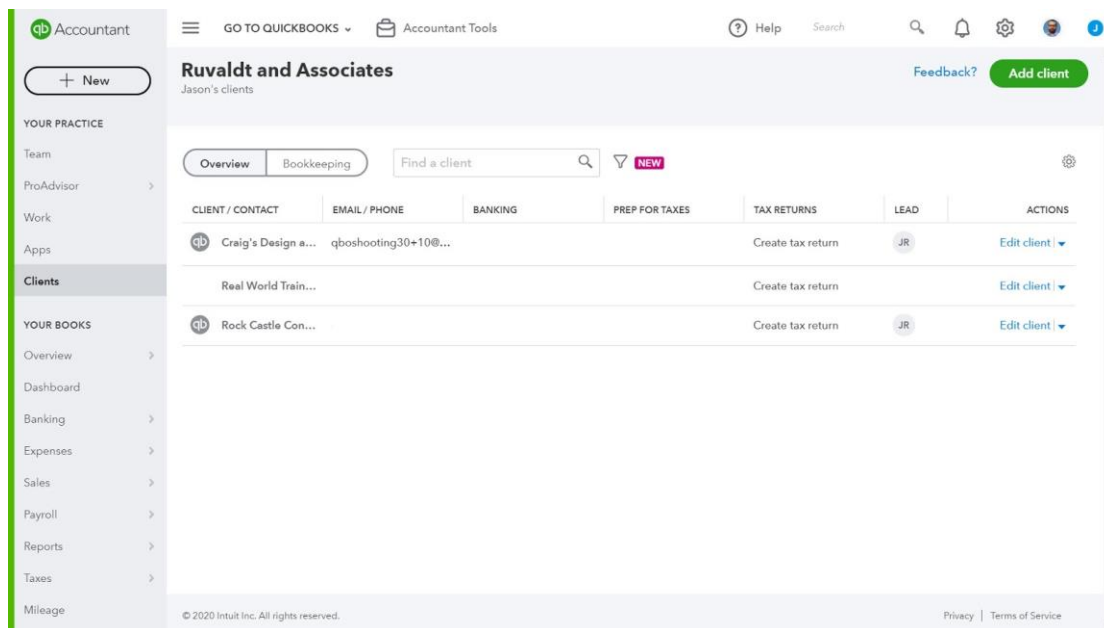 qb Accountant
GO TO QUICKBOOKS
Accountant Tools
? Help
Search
J
+ New
Ruvaldt and Associates
Jason's clients
Feedback?
Add client
YOUR PRACTICE
Team
ProAdvisor
Work
Apps
Clients
YOUR BOOKS
Overview
Dashboard
Banking
Expenses
Sales
Payroll
Reports
Taxes
Mileage
Overview
Bookkeeping
Find a client
NEW
CLIENT / CONTACT EMAIL / PHONE BANKING PREP FOR TAXES TAX RETURNS LEAD ACTIONS
qb Craig's Design a... qboshooting30+10@... Create tax return JR Edit client
Real World Train... Create tax return Edit client
qb Rock Castle Con... Create tax return JR Edit client
© 2020 Intuit Inc. All rights reserved.
Privacy | Terms of Service